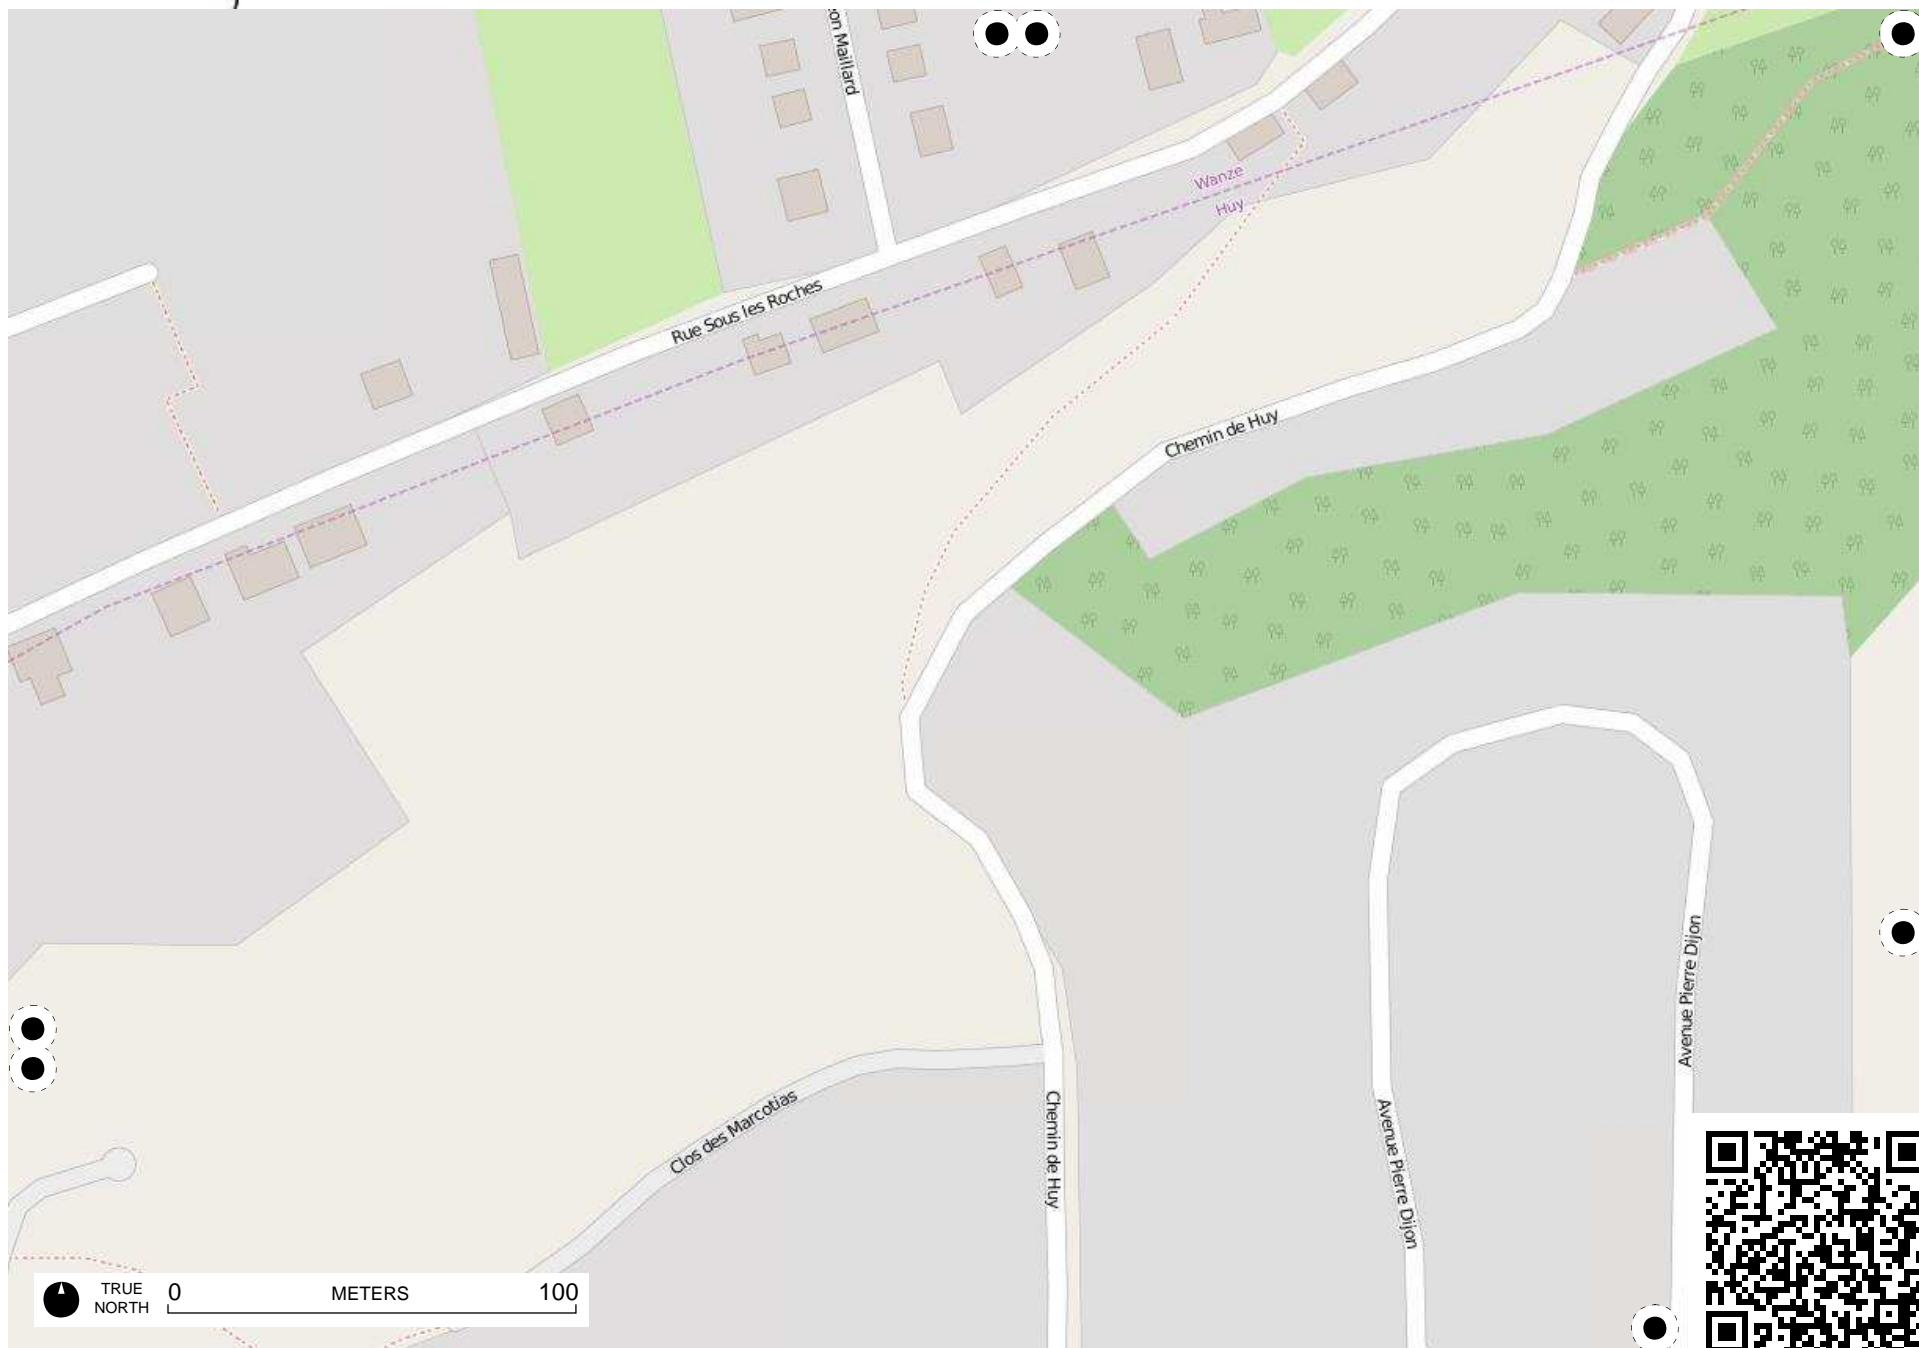 on Maillard
Wanze
Huy
Rue Sous les Roches
Chemin de Huy
Avenue Pierre Dijon
Clos des Marcotias
Chemin de Huy
Avenue Pierre Dijon
TRUE NORTH
0 METERS 100